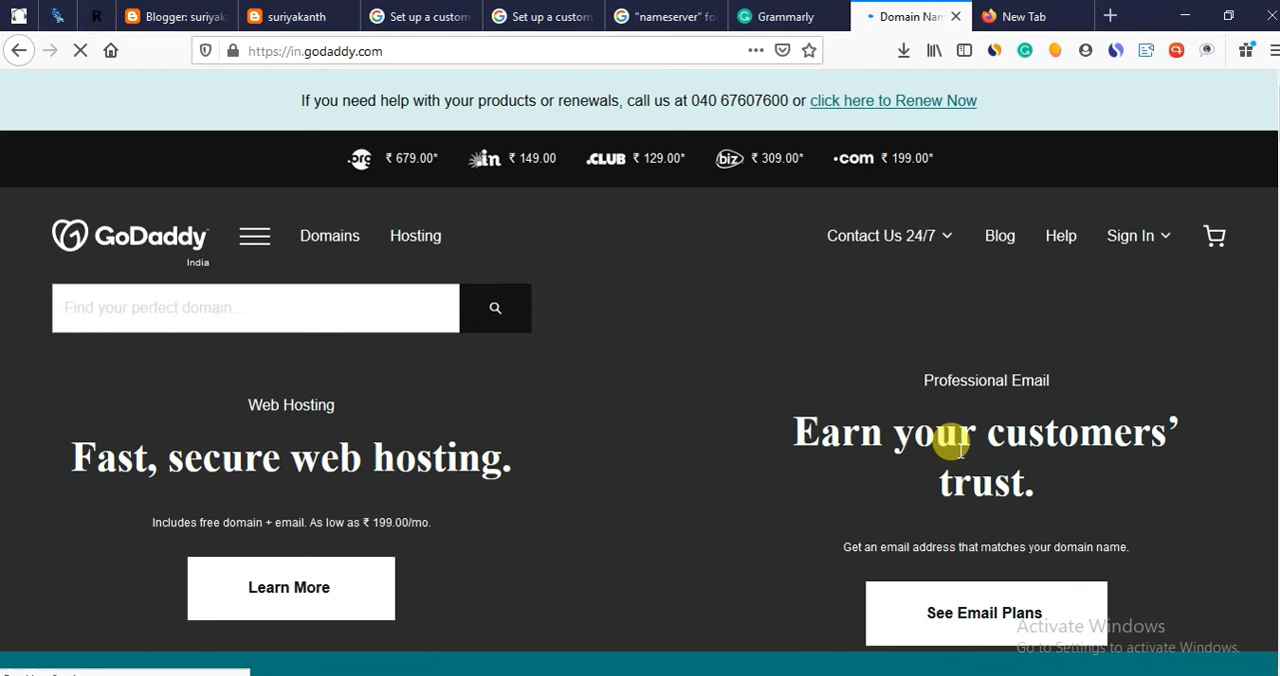 Blogger: suriyak
suriyakanth
Set up a custom
Set up a custom
"nameserver" fo
Grammarly
Domain Nam
New Tab
https://in.godaddy.com
If you need help with your products or renewals, call us at 040 67607600 or click here to Renew Now
.org ₹ 679.00*
in ₹ 149.00
.CLUB ₹ 129.00*
biz ₹ 309.00*
.com ₹ 199.00*
GoDaddy
India
Domains
Hosting
Contact Us 24/7
Blog
Help
Sign In
Find your perfect domain...
Web Hosting
Fast, secure web hosting.
Includes free domain + email. As low as ₹ 199.00/mo.
Learn More
Professional Email
Earn your customers'
trust.
Get an email address that matches your domain name.
See Email Plans
Activate Windows
Go to Settings to activate Windows.